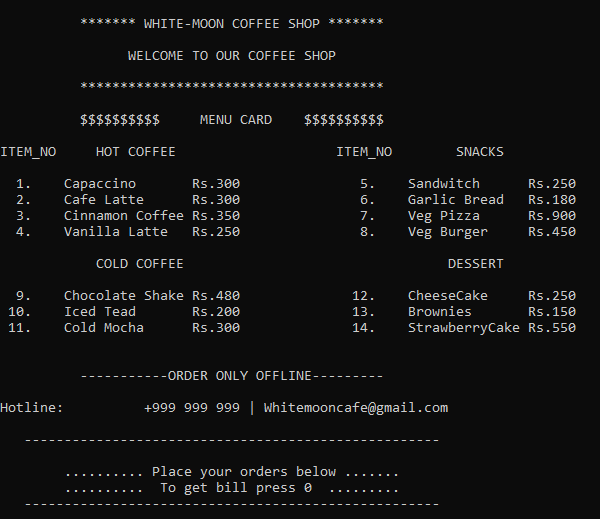 ******* WHITE-MOON COFFEE SHOP *******
WELCOME TO OUR COFFEE SHOP
**************************************
$$$$$$$$$$     MENU CARD    $$$$$$$$$$
ITEM_NO     HOT COFFEE                    ITEM_NO        SNACKS
1.    Capaccino       Rs.300               5.    Sandwitch      Rs.250
2.    Cafe Latte      Rs.300               6.    Garlic Bread   Rs.180
3.    Cinnamon Coffee Rs.350               7.    Veg Pizza      Rs.900
4.    Vanilla Latte   Rs.250               8.    Veg Burger     Rs.450
COLD COFFEE                                 DESSERT
9.    Chocolate Shake Rs.480              12.    CheeseCake     Rs.250
10.    Iced Tead       Rs.200              13.    Brownies       Rs.150
11.    Cold Mocha      Rs.300              14.    StrawberryCake Rs.550
-----------ORDER ONLY OFFLINE---------
Hotline:          +999 999 999 | Whitemooncafe@gmail.com
----------------------------------------------------
.......... Place your orders below .......
..........  To get bill press 0  .........
----------------------------------------------------